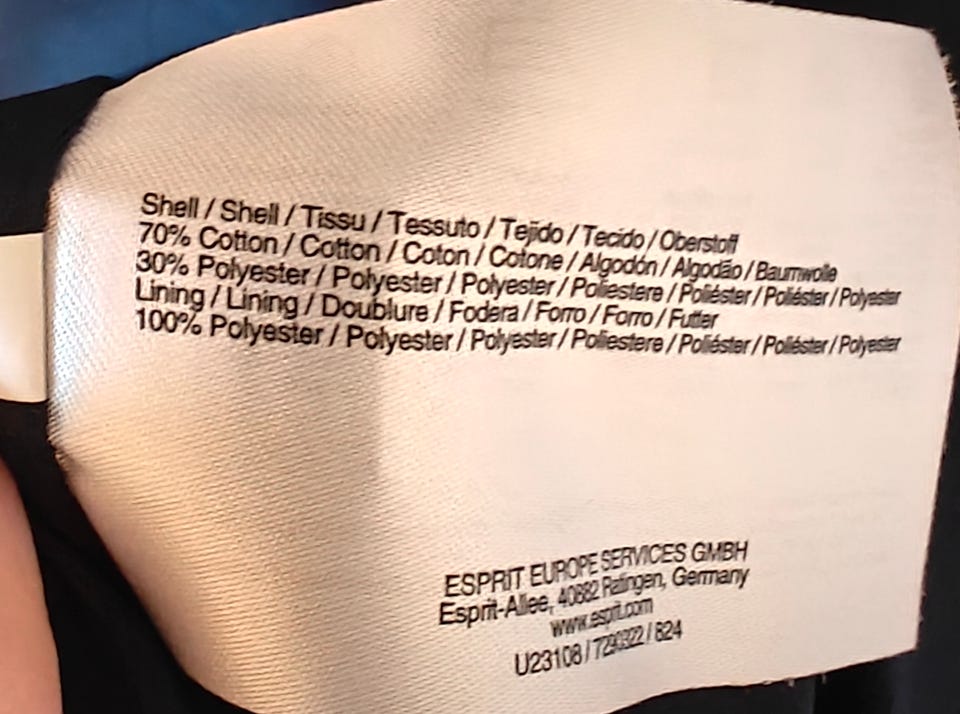 Shell / Shell / Tissu / Tessuto / Tejido / Tecido / Oberstoff
70% Cotton / Cotton / Coton / Cotone / Algodón / Algodão / Baumwolle
30% Polyester / Polyester / Polyester / Poliestere / Poliéster / Poliéster / Polyester
Lining / Lining / Doublure / Fodera / Forro / Forro / Futter
100% Polyester / Polyester / Polyester / Poliestere / Poliéster / Poliéster / Polyester
ESPRIT EUROPE SERVICES GMBH
Esprit-Allee, 40882 Ratingen, Germany
www.esprit.com
U23108 / 7290322 / 824